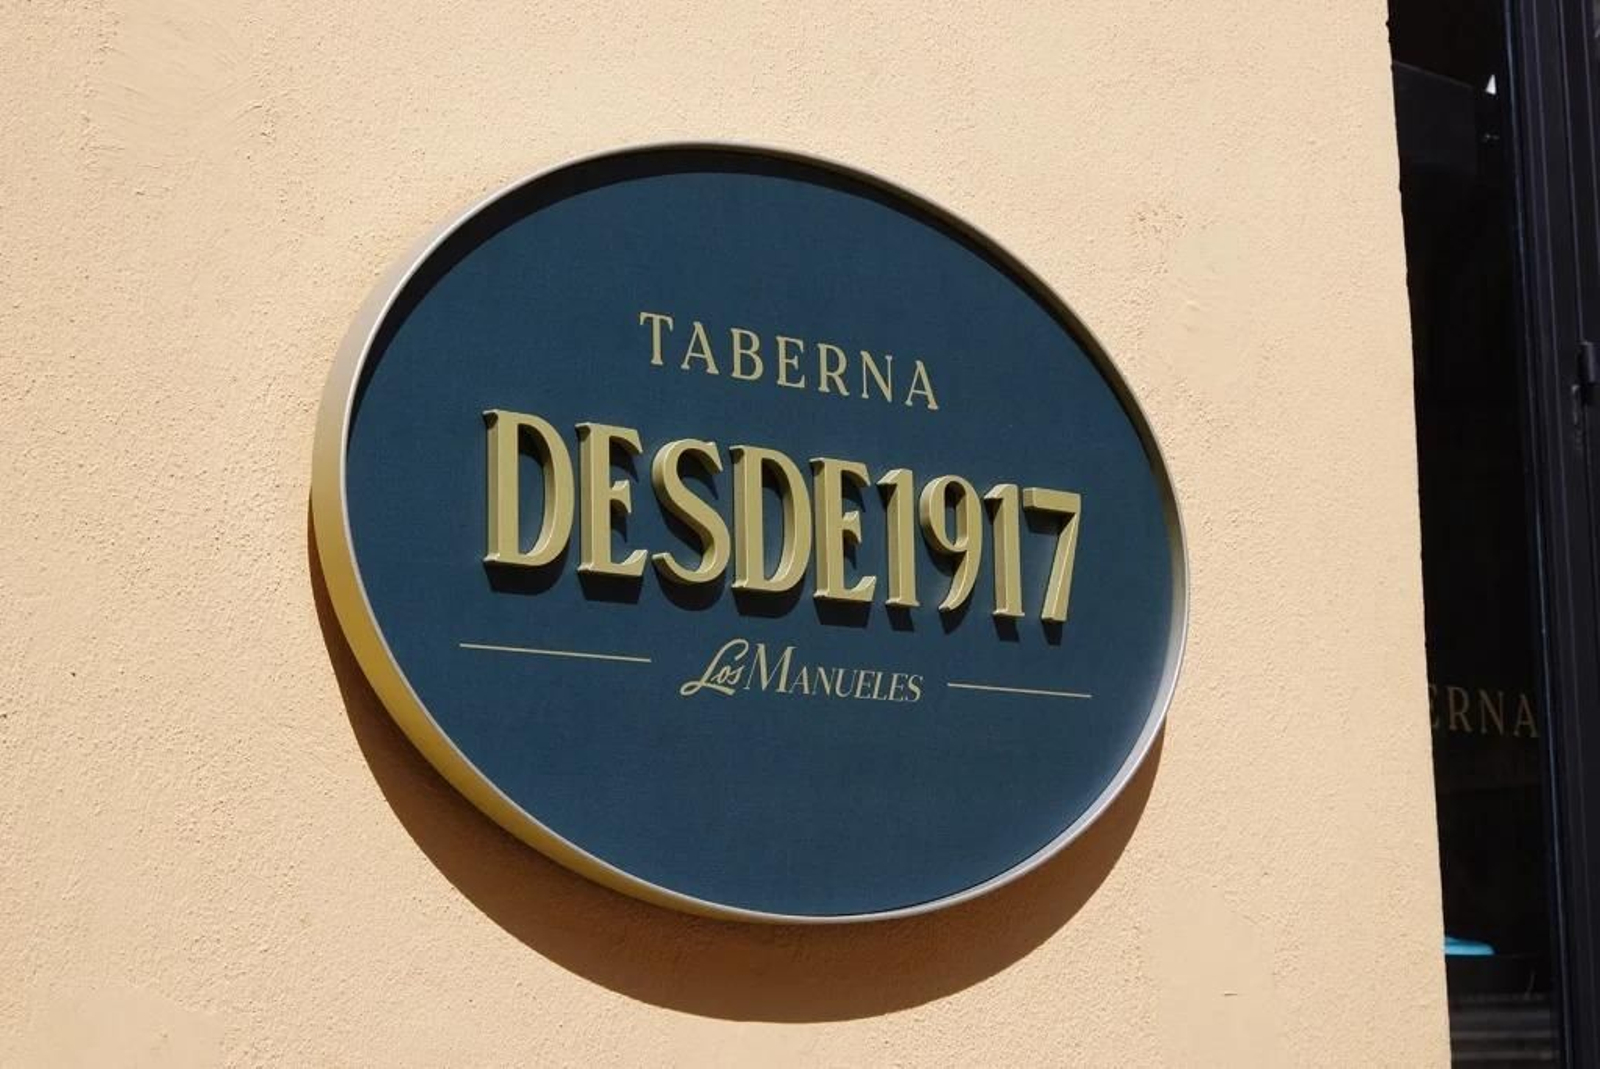 TABERNA
DESDE1917
Los MANUELES
ERNA